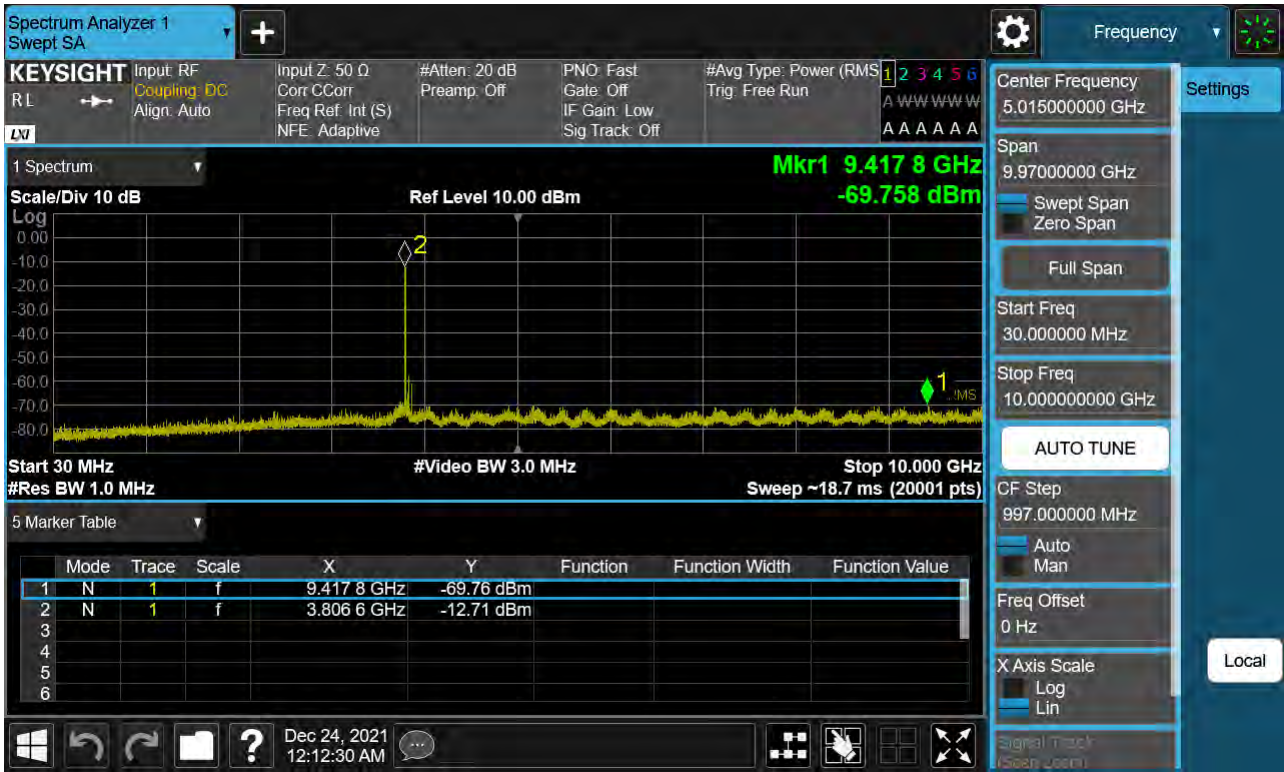 Spectrum Analyzer 1
Swept SA
Frequency
KEYSIGHT
RL
LXI
Input: RF
Coupling: DC
Align: Auto
Input Z: 50 Ω
Corr CCorr
Freq Ref: Int (S)
NFE: Adaptive
#Atten: 20 dB
Preamp: Off
PNO: Fast
Gate: Off
IF Gain: Low
Sig Track: Off
#Avg Type: Power (RMS
Trig: Free Run
1 2 3 4 5 6
A W W W W W
A A A A A A
1 Spectrum
Mkr1 9.417 8 GHz
-69.758 dBm
Scale/Div 10 dB
Ref Level 10.00 dBm
Log
0.00
-10.0
-20.0
-30.0
-40.0
-50.0
-60.0
-70.0
-80.0
2
1
Start 30 MHz
#Video BW 3.0 MHz
Stop 10.000 GHz
#Res BW 1.0 MHz
Sweep ~18.7 ms (20001 pts)
5 Marker Table
Mode Trace Scale X Y Function Function Width Function Value
1 N 1 f 9.417 8 GHz -69.76 dBm
2 N 1 f 3.806 6 GHz -12.71 dBm
3
4
5
6
Dec 24, 2021
12:12:30 AM
Center Frequency
5.015000000 GHz
Span
9.97000000 GHz
Swept Span
Zero Span
Full Span
Start Freq
30.000000 MHz
Stop Freq
10.000000000 GHz
AUTO TUNE
CF Step
997.000000 MHz
Auto
Man
Freq Offset
0 Hz
X Axis Scale
Log
Lin
Signal Track
(Span Zoom)
Settings
Local